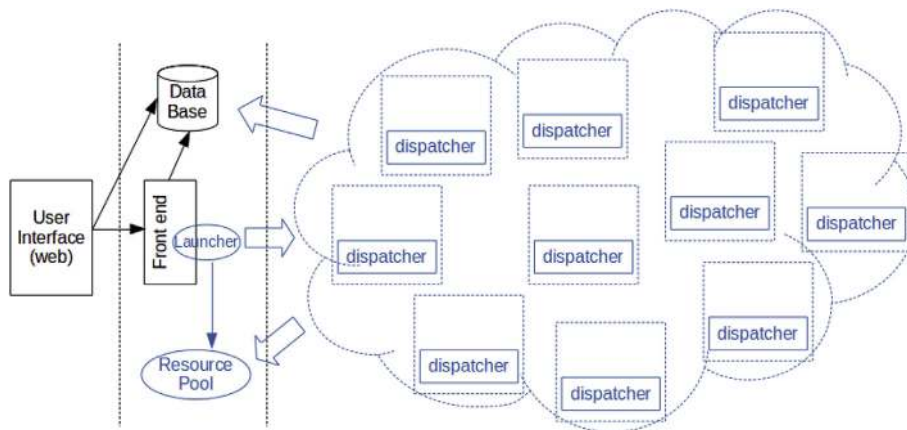 Data
Base
User
Interface
(web)
Front end
Launcher
Resource
Pool
dispatcher
dispatcher
dispatcher
dispatcher
dispatcher
dispatcher
dispatcher
dispatcher
dispatcher
dispatcher